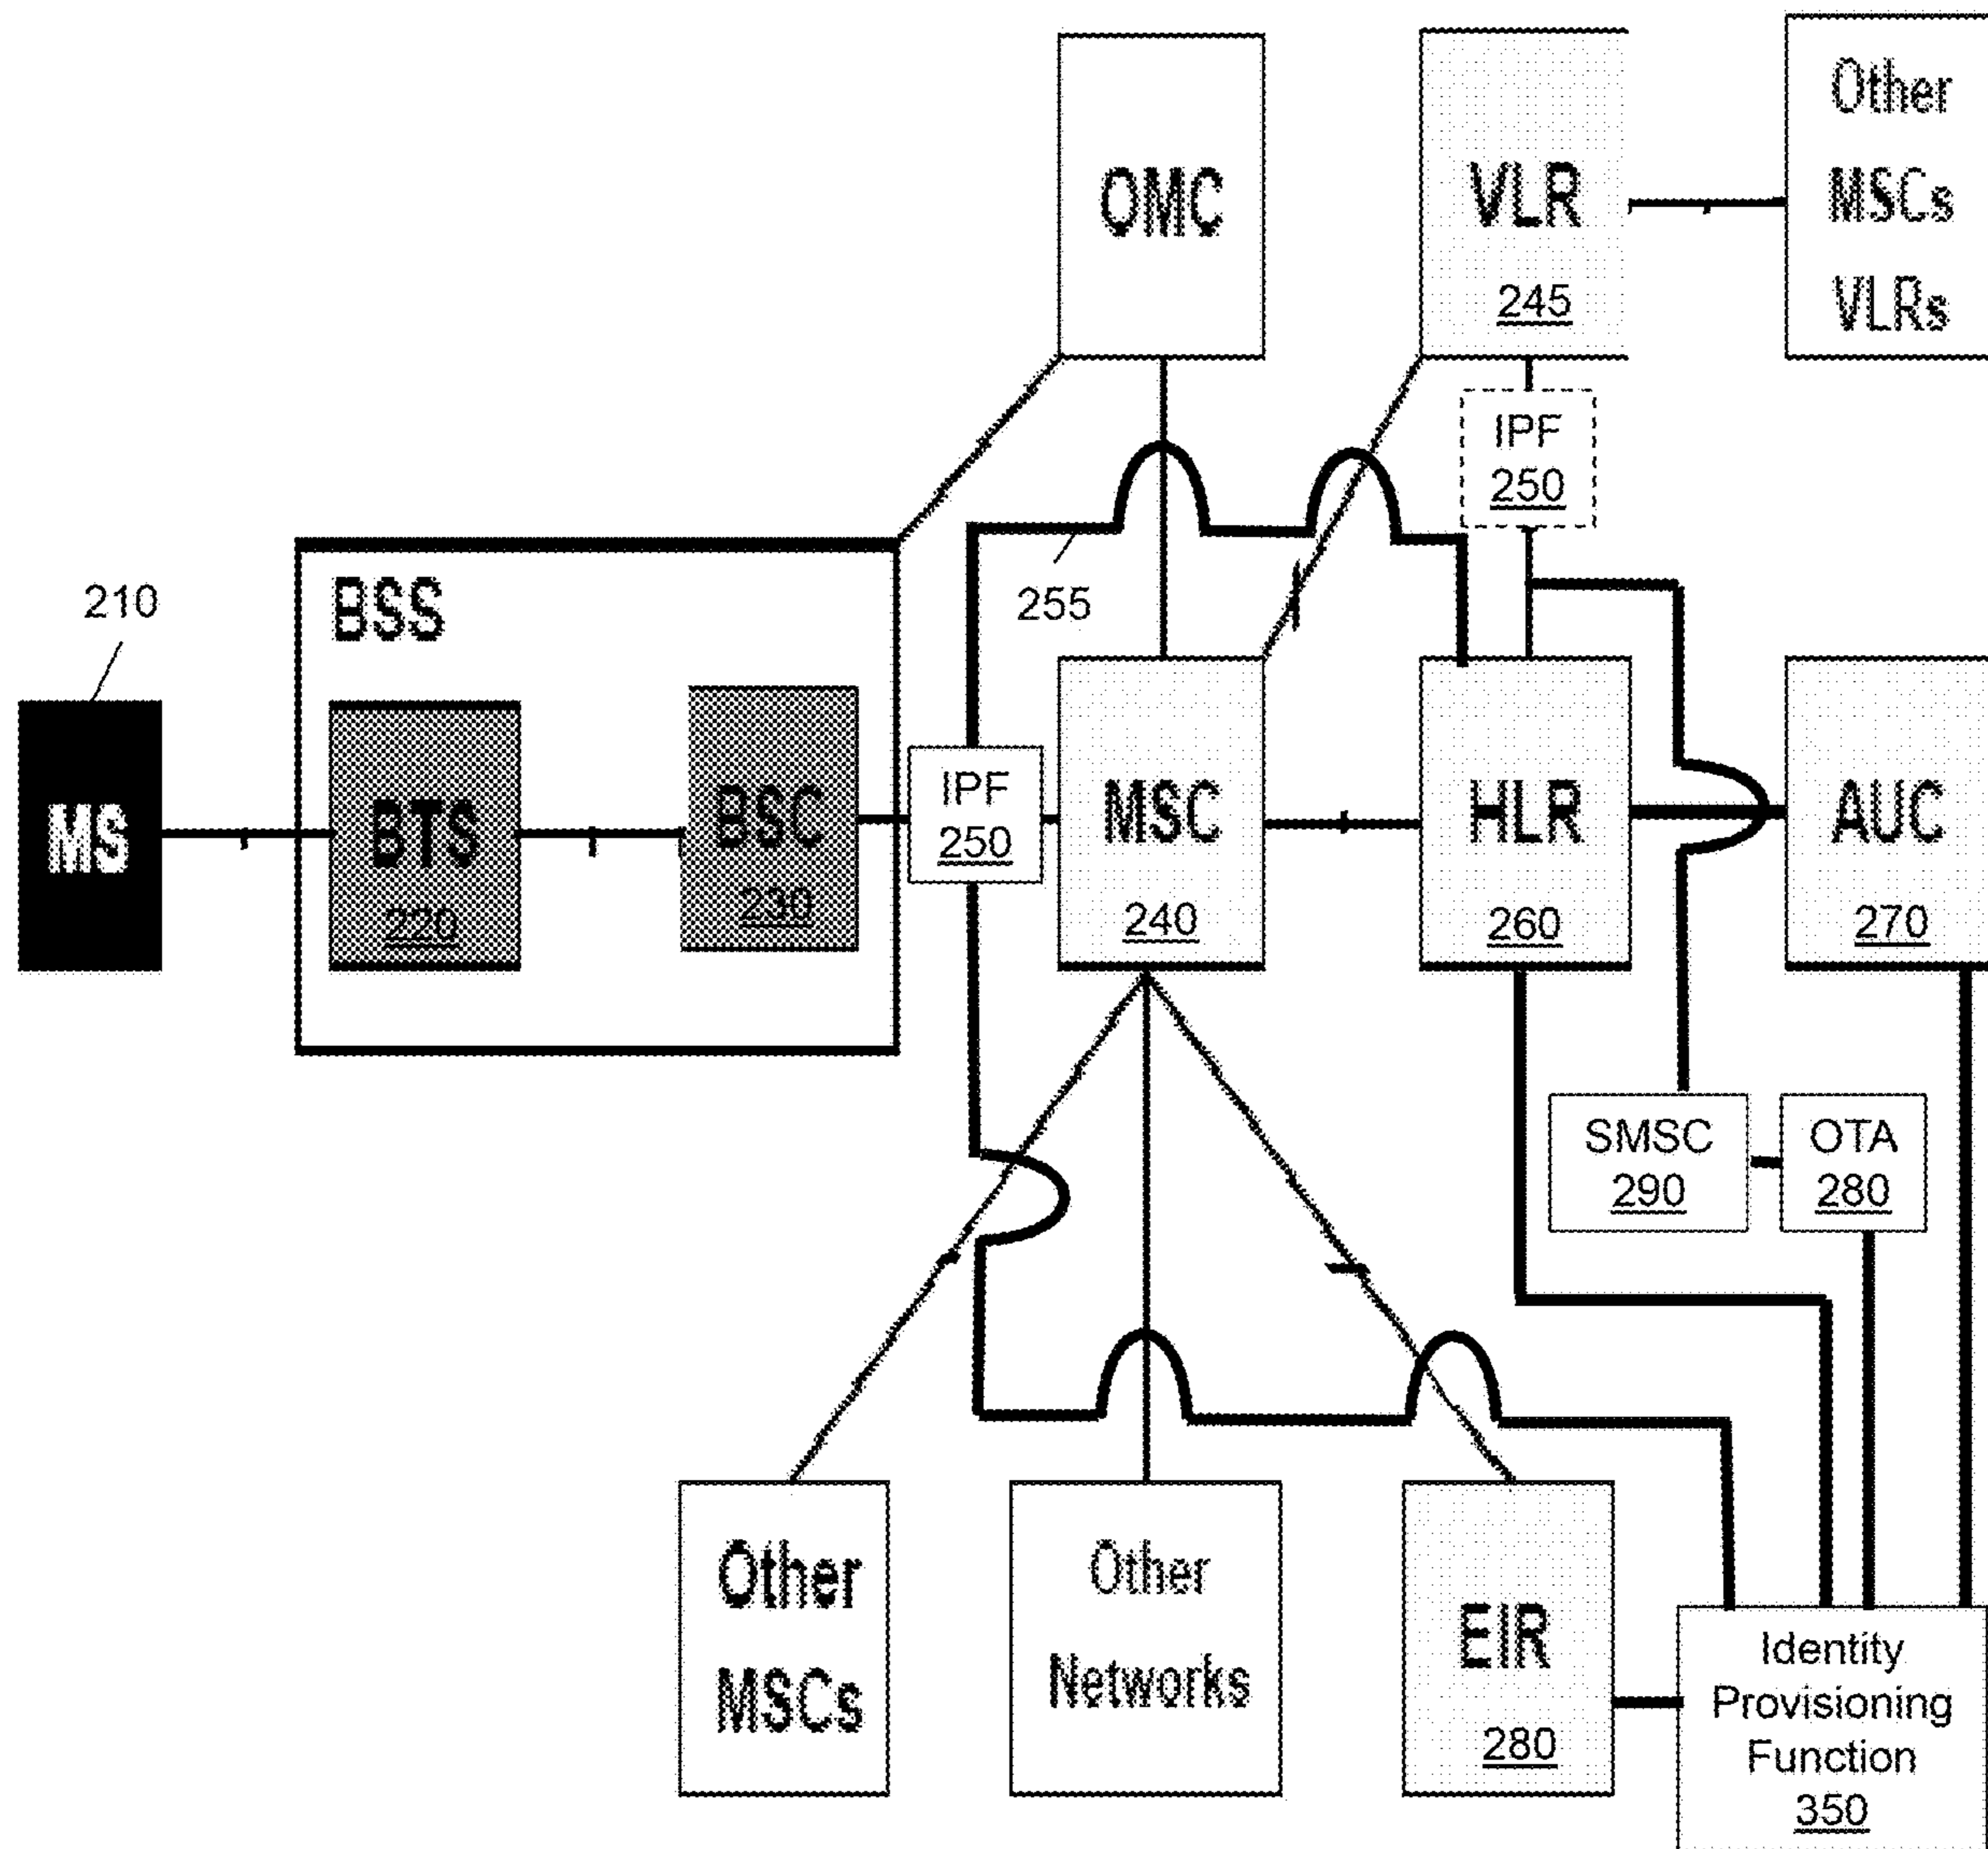 OMC
VLR
245
Other
MSCs
VLRs
IPF
250
255
210
BSS
MS
BTS
220
BSC
230
IPF
250
MSC
240
HLR
260
AUC
270
SMSC
290
OTA
280
Other
MSCs
Other
Networks
EIR
280
Identity
Provisioning
Function
350